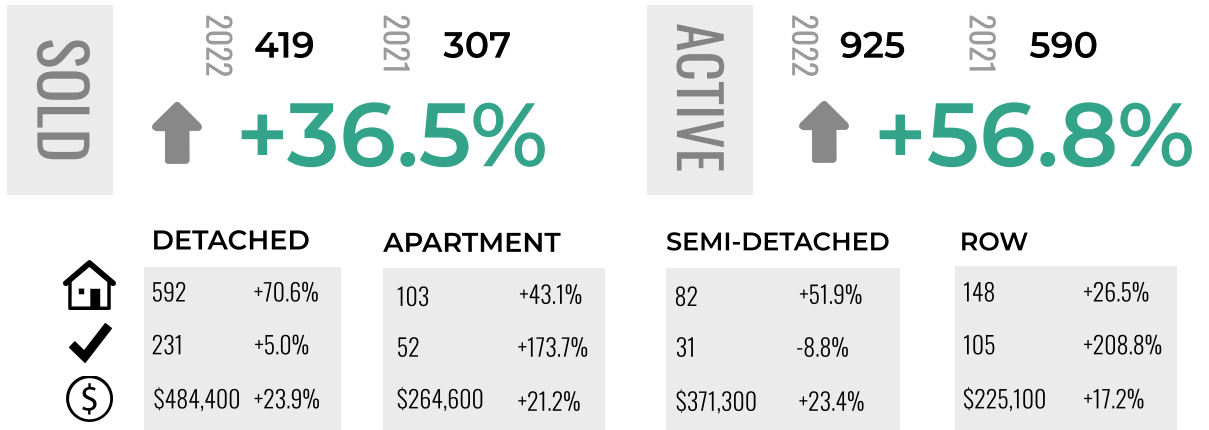 SOLD
2022 419 2021 307
+36.5%
ACTIVE
2022 925 2021 590
+56.8%
DETACHED
592 +70.6%
231 +5.0%
$484,400 +23.9%
APARTMENT
103 +43.1%
52 +173.7%
$264,600 +21.2%
SEMI-DETACHED
82 +51.9%
31 -8.8%
$371,300 +23.4%
ROW
148 +26.5%
105 +208.8%
$225,100 +17.2%
$